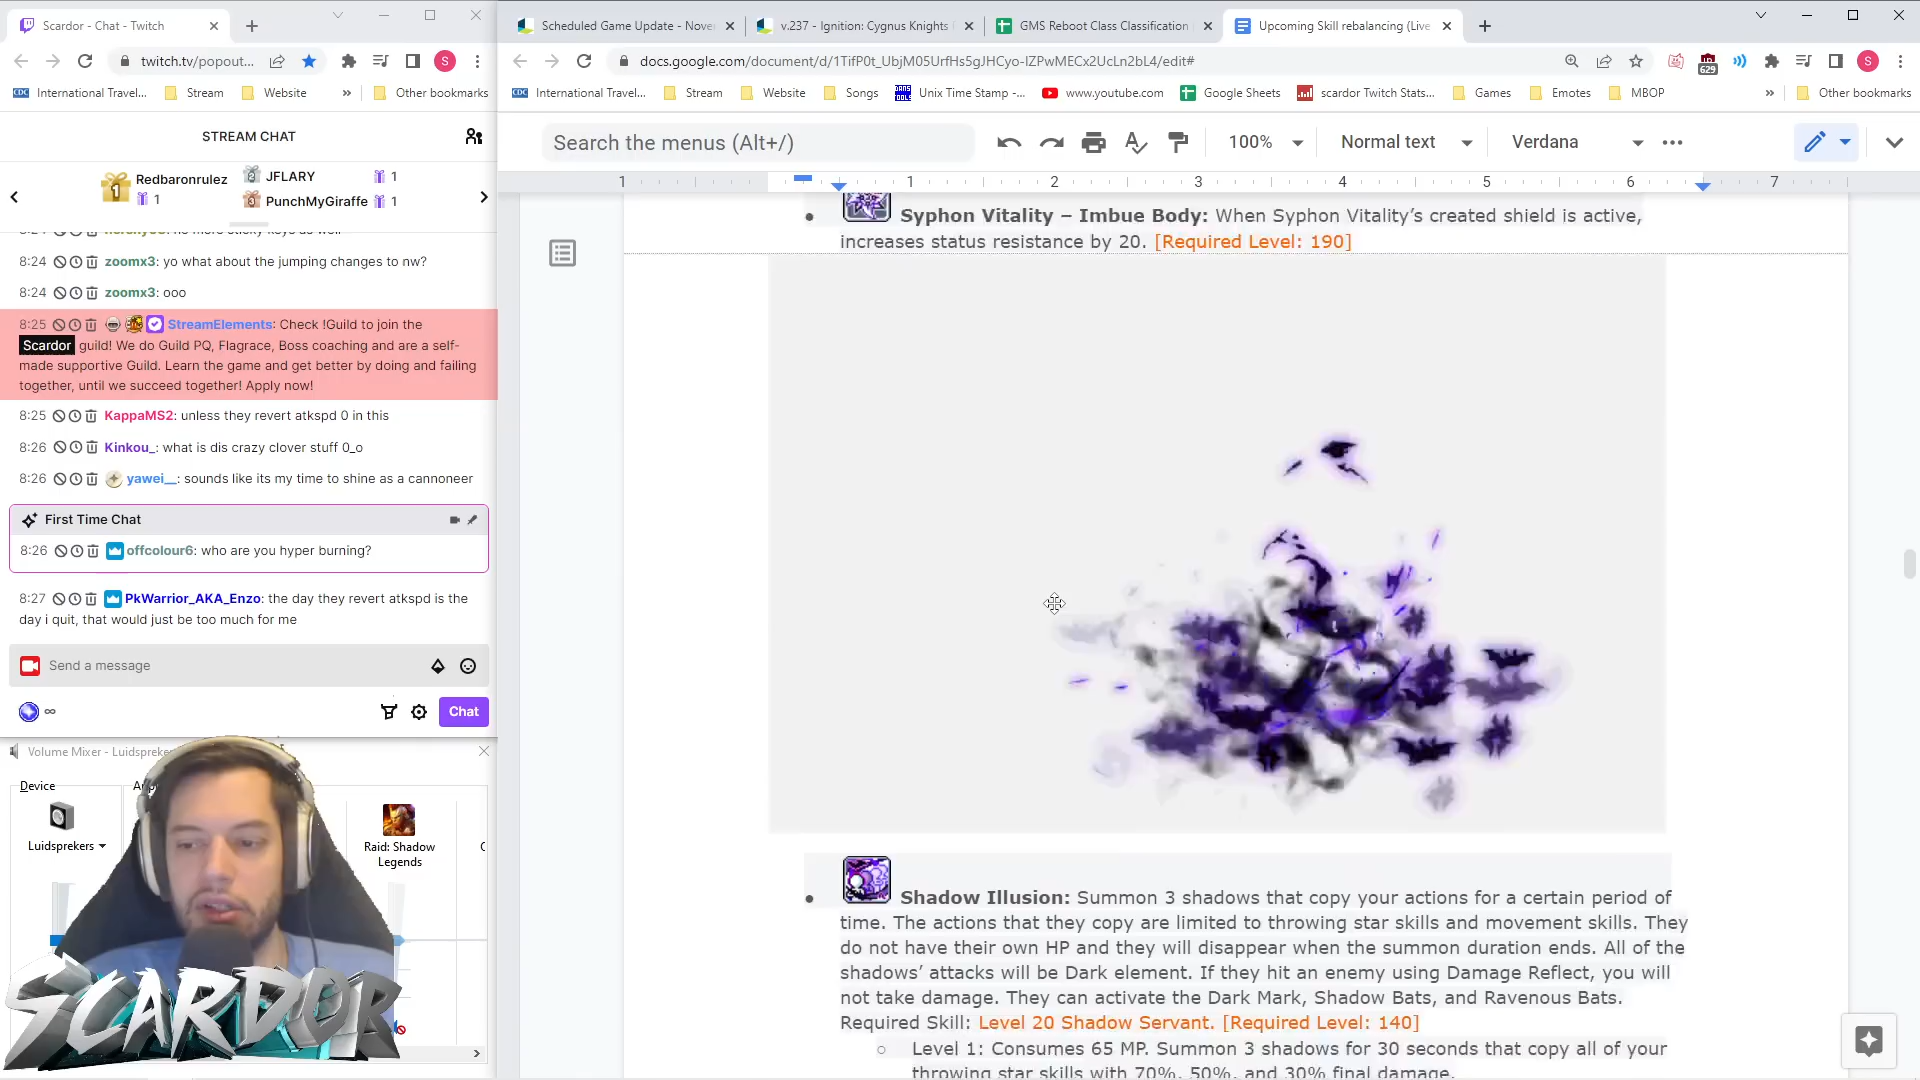 Scardor - Chat - Twitch
twitch.tv/popout...
International Travel...
Stream
Website
Other bookmarks
STREAM CHAT
Redbaronrulez
1
JFLARY 1
PunchMyGiraffe 1
8:24 zoomx3: yo what about the jumping changes to nw?
8:24 zoomx3: ooo
8:25 StreamElements: Check !Guild to join the
Scardor guild! We do Guild PQ, Flagrace, Boss coaching and are a self-
made supportive Guild. Learn the game and get better by doing and failing
together, until we succeed together! Apply now!
8:25 KappaMS2: unless they revert atkspd 0 in this
8:26 Kinkou_: what is dis crazy clover stuff 0_o
8:26 yawei__: sounds like its my time to shine as a cannoneer
First Time Chat
8:26 offcolour6: who are you hyper burning?
8:27 PkWarrior_AKA_Enzo: the day they revert atkspd is the
day i quit, that would just be too much for me
Send a message
∞
Chat
Volume Mixer - Luidspreke
Device
Luidsprekers
Raid: Shadow
Legends
SCARDOR
Scheduled Game Update - Nove
v.237 - Ignition: Cygnus Knights
GMS Reboot Class Classification
Upcoming Skill rebalancing (Live
docs.google.com/document/d/1TifP0t_UbjM05UrfHs5gJHCyo-IZPwMECx2UcLn2bL4/edit#
629
International Travel...
Stream
Website
Songs
Unix Time Stamp -...
www.youtube.com
Google Sheets
scardor Twitch Stats...
Games
Emotes
MBOP
Other bookmarks
Search the menus (Alt+/)
100%
Normal text
Verdana
1 1 2 3 4 5 6 7
Syphon Vitality – Imbue Body: When Syphon Vitality’s created shield is active,
increases status resistance by 20. [Required Level: 190]
Shadow Illusion: Summon 3 shadows that copy your actions for a certain period of
time. The actions that they copy are limited to throwing star skills and movement skills. They
do not have their own HP and they will disappear when the summon duration ends. All of the
shadows’ attacks will be Dark element. If they hit an enemy using Damage Reflect, you will
not take damage. They can activate the Dark Mark, Shadow Bats, and Ravenous Bats.
Required Skill: Level 20 Shadow Servant. [Required Level: 140]
Level 1: Consumes 65 MP. Summon 3 shadows for 30 seconds that copy all of your
throwing star skills with 70%, 50%, and 30% final damage.